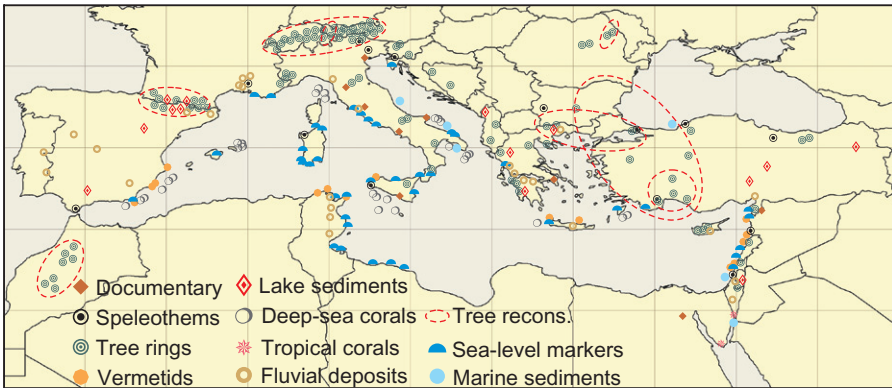 Documentary Lake sediments
Speleothems Deep-sea corals Tree recons.
Tree rings Tropical corals Sea-level markers
Vermetids Fluvial deposits Marine sediments